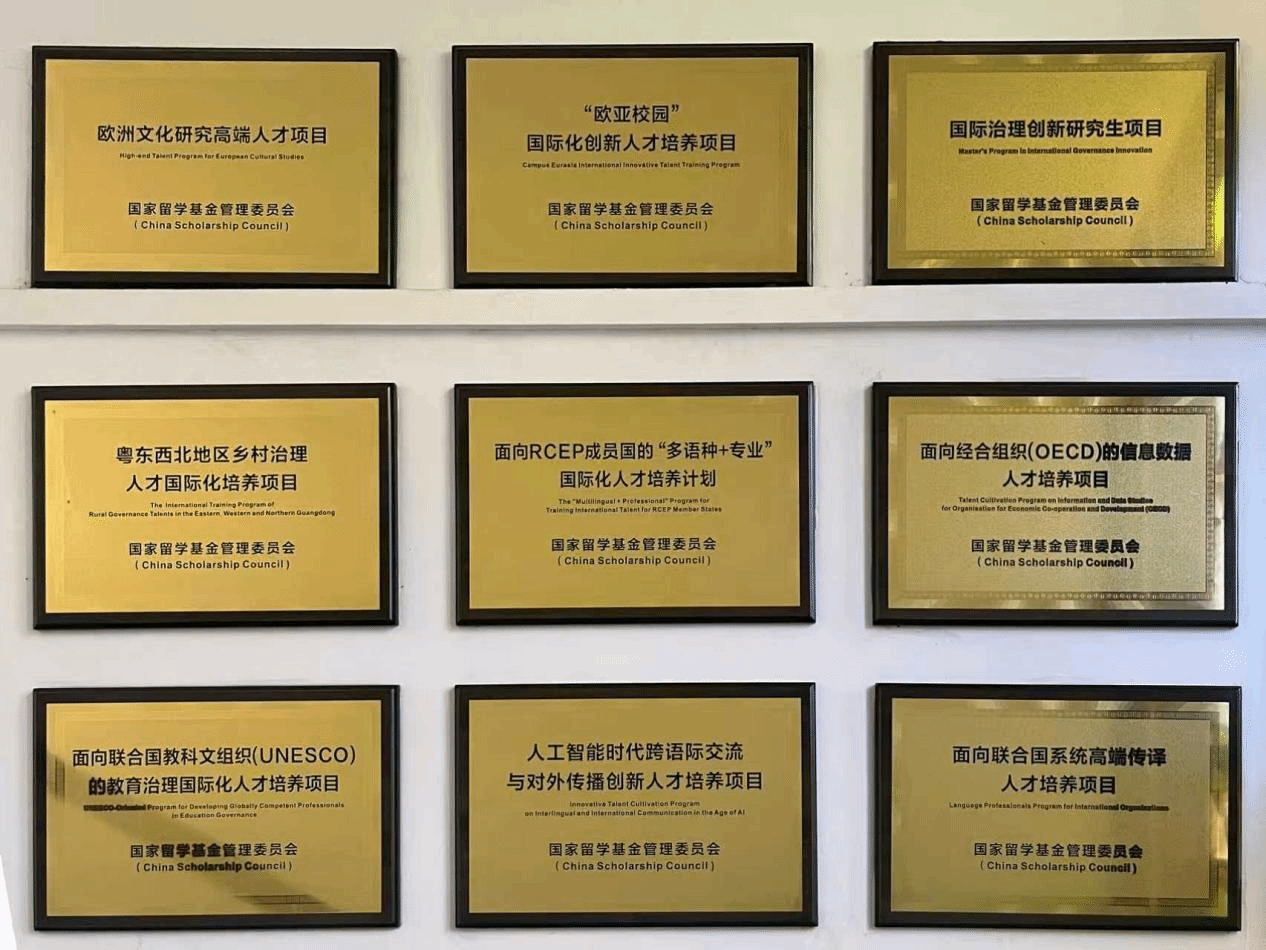 欧洲文化研究高端人才项目
High-end Talent Program for European Cultural Studies
国家留学基金管理委员会
(China Scholarship Council)
“欧亚校园”
国际化创新人才培养项目
Campus Eurasia International Innovative Talent Training Program
国家留学基金管理委员会
(China Scholarship Council)
国际治理创新研究生项目
Master's Program in International Governance Innovation
国家留学基金管理委员会
(China Scholarship Council)
粤东西北地区乡村治理
人才国际化培养项目
The International Training Program of
Rural Governance Talents in the Eastern, Western and Northern Guangdong
国家留学基金管理委员会
(China Scholarship Council)
面向RCEP成员国的“多语种+专业”
国际化人才培养计划
The "Multilingual + Professional" Program for
Training International Talent for RCEP Member States
国家留学基金管理委员会
(China Scholarship Council)
面向经合组织(OECD)的信息数据
人才培养项目
Talent Cultivation Program on Information and Data Studies
for Organisation for Economic Co-operation and Development (OECD)
国家留学基金管理委员会
(China Scholarship Council)
面向联合国教科文组织(UNESCO)
的教育治理国际化人才培养项目
UNESCO-Oriented Program for Developing Globally Competent Professionals
in Education Governance
国家留学基金管理委员会
(China Scholarship Council)
人工智能时代跨语际交流
与对外传播创新人才培养项目
Innovative Talent Cultivation Program
on Interlingual and International Communication in the Age of AI
国家留学基金管理委员会
(China Scholarship Council)
面向联合国系统高端传译
人才培养项目
Language Professionals Program for International Organizations
国家留学基金管理委员会
(China Scholarship Council)